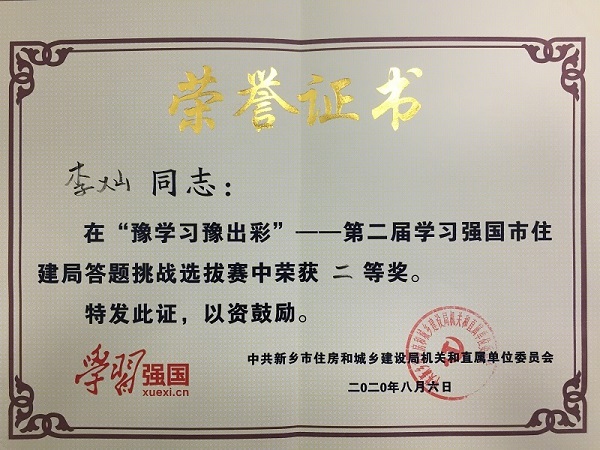 荣誉证书
李灿 同志：
在“豫学习豫出彩”——第二届学习强国市住
建局答题挑战选拔赛中荣获 二 等奖。
特发此证，以资鼓励。
学習强国
xuexi.cn
中共新乡市住房和城乡建设局机关和直属单位委员会
二〇二〇年八月六日